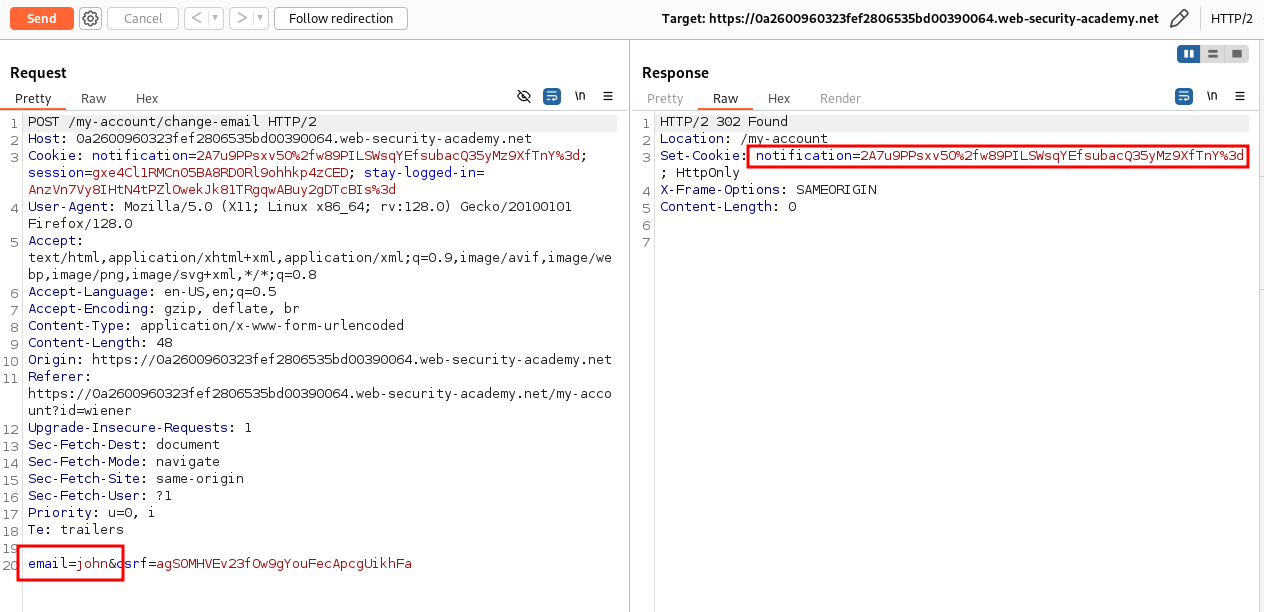 Send Cancel < > Follow redirection Target: https://0a2600960323fef2806535bd00390064.web-security-academy.net HTTP/2
Request
Pretty Raw Hex \n
1 POST /my-account/change-email HTTP/2
2 Host: 0a2600960323fef2806535bd00390064.web-security-academy.net
3 Cookie: notification=2A7u9PPsxv5O%2fw89PILSWsqYEfsubacQ35yMz9XfTnY%3d;
session=gxe4Cl1RMCn05BA8RD0Rl9ohhkp4zCED; stay-logged-in=
AnzVn7Vy8IHtN4tPZlOwekJk81TRgqwABuy2gDTcBIs%3d
4 User-Agent: Mozilla/5.0 (X11; Linux x86_64; rv:128.0) Gecko/20100101
Firefox/128.0
5 Accept:
text/html,application/xhtml+xml,application/xml;q=0.9,image/avif,image/we
bp,image/png,image/svg+xml,*/*;q=0.8
6 Accept-Language: en-US,en;q=0.5
7 Accept-Encoding: gzip, deflate, br
8 Content-Type: application/x-www-form-urlencoded
9 Content-Length: 48
10 Origin: https://0a2600960323fef2806535bd00390064.web-security-academy.net
11 Referer:
https://0a2600960323fef2806535bd00390064.web-security-academy.net/my-acco
unt?id=wiener
12 Upgrade-Insecure-Requests: 1
13 Sec-Fetch-Dest: document
14 Sec-Fetch-Mode: navigate
15 Sec-Fetch-Site: same-origin
16 Sec-Fetch-User: ?1
17 Priority: u=0, i
18 Te: trailers
19
20 email=john&csrf=agSOMHVEv23fOw9gYouFecApcgUikhFa
Response
Pretty Raw Hex Render \n
1 HTTP/2 302 Found
2 Location: /my-account
3 Set-Cookie: notification=2A7u9PPsxv5O%2fw89PILSWsqYEfsubacQ35yMz9XfTnY%3d
; HttpOnly
4 X-Frame-Options: SAMEORIGIN
5 Content-Length: 0
6
7